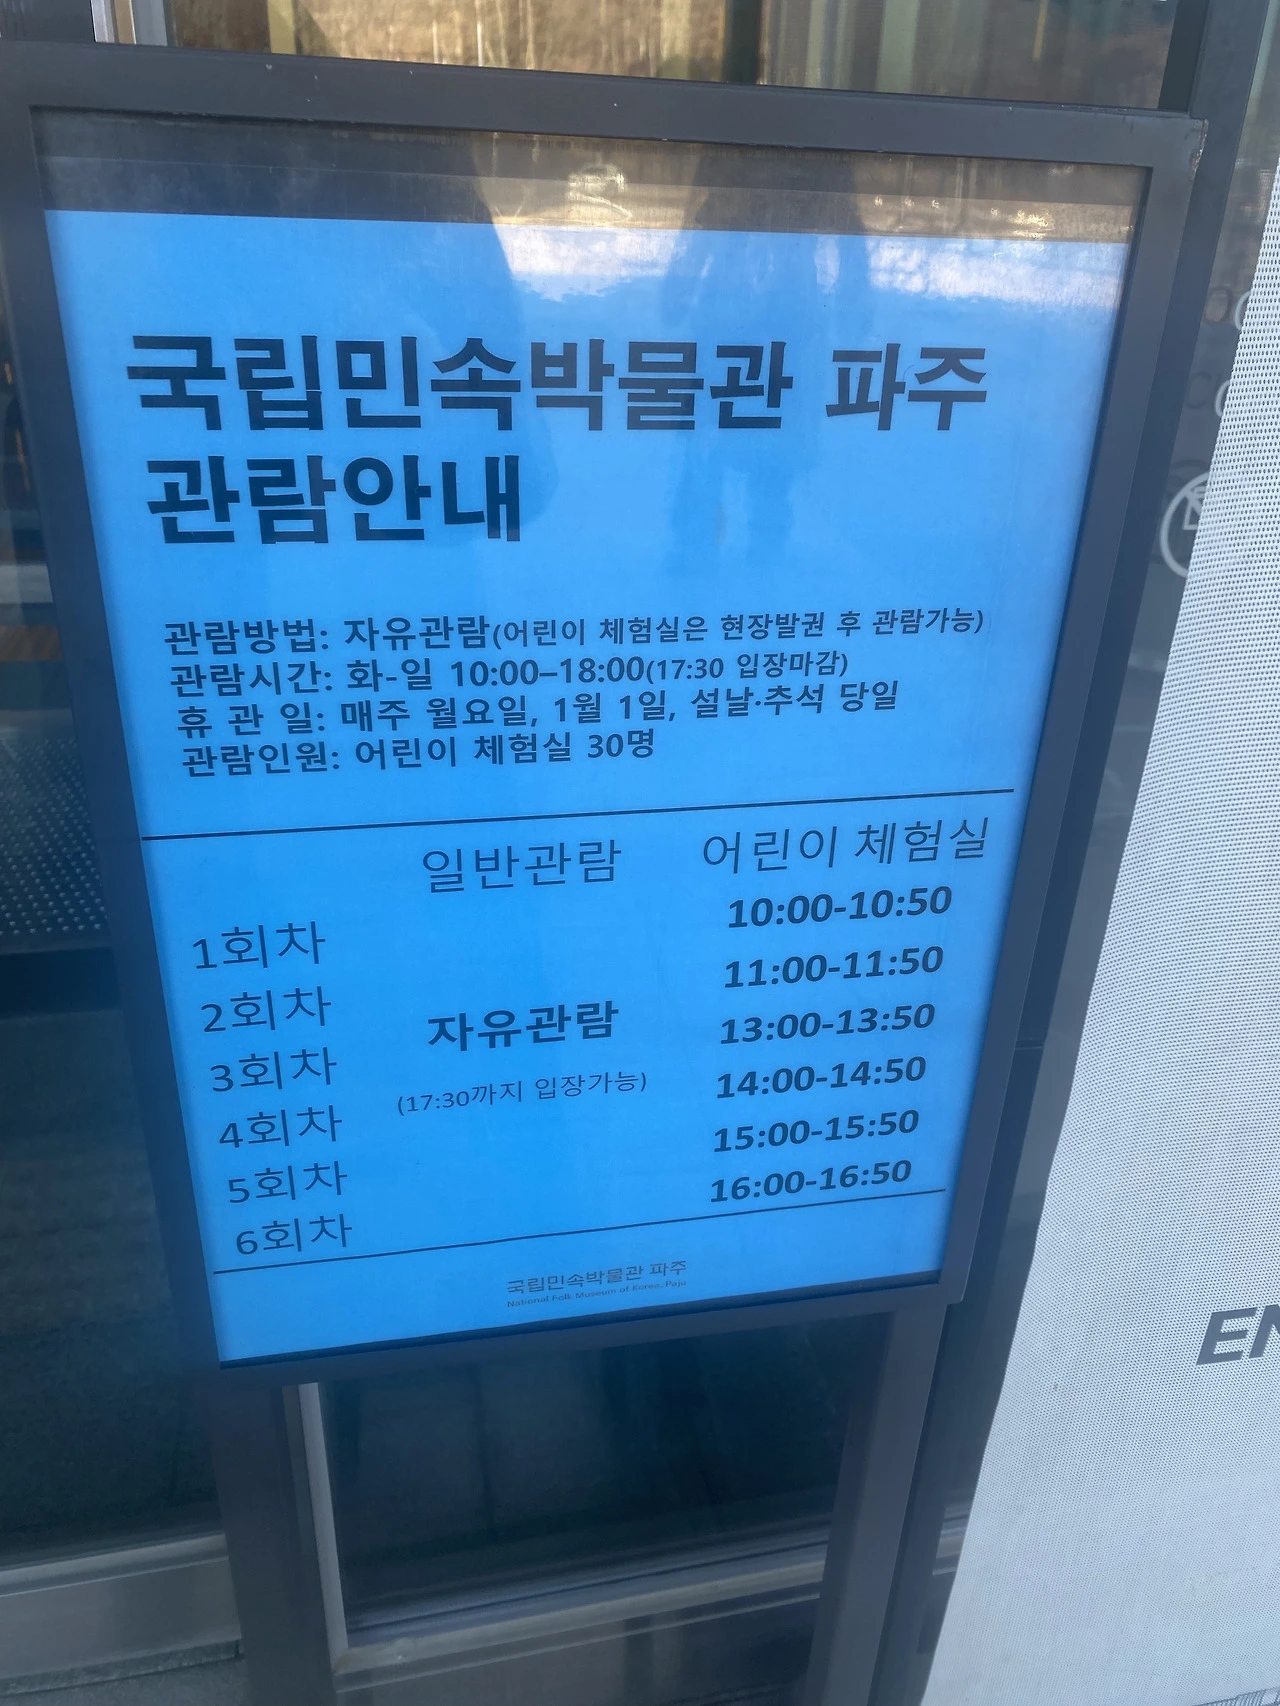 국립민속박물관 파주
관람안내
관람방법: 자유관람(어린이 체험실은 현장발권 후 관람가능)
관람시간: 화-일 10:00–18:00(17:30 입장마감)
휴 관 일: 매주 월요일, 1월 1일, 설날·추석 당일
관람인원: 어린이 체험실 30명
일반관람 어린이 체험실
1회차 10:00-10:50
2회차 11:00-11:50
자유관람
3회차 13:00-13:50
(17:30까지 입장가능)
4회차 14:00-14:50
5회차 15:00-15:50
6회차 16:00-16:50
국립민속박물관 파주
National Folk Museum of Korea, Paju
EN